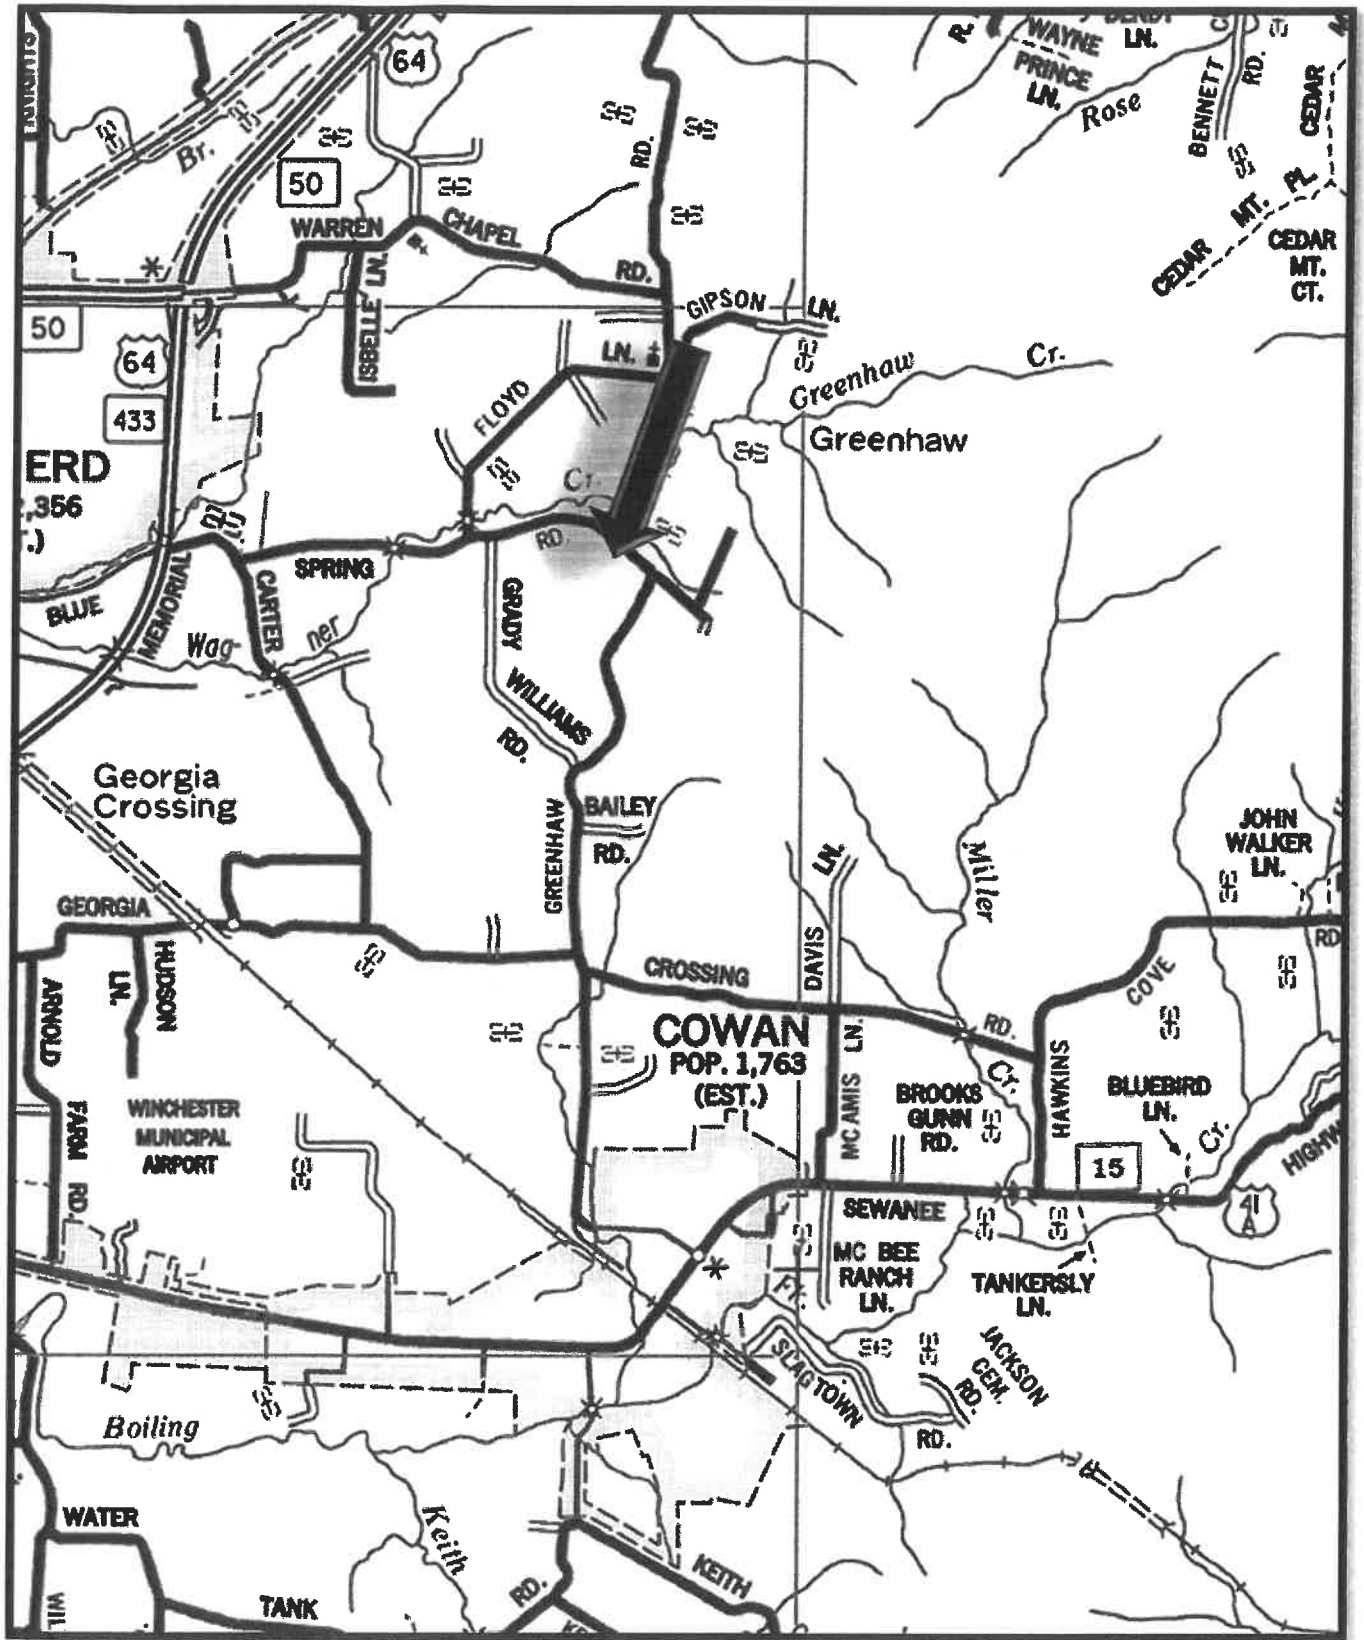 KNIGHTS
64
R.
WAYNE
PRINCE
LN.
LN.
Rose
BENNETT
RD.
CEDAR
Br.
50
RD.
WARREN
CHAPEL
RD.
CEDAR
MT.
PL.
CEDAR
MT.
CT.
ISBELLE LN.
GIPSON
LN.
50
64
433
LN.
FLOYD
Greenhaw
Cr.
Greenhaw
ERD
,356
.)
Cr.
RD.
SPRING
BLUE
MEMORIAL
CARTER
Wag-
ner
GRADY
WILLIAMS
RD.
Georgia
Crossing
GREENHAW
BAILEY
RD.
JOHN
WALKER
LN.
Miller
LN.
DAVIS
GEORGIA
HUDSON
LN.
ARNOLD
FARM
RD.
CROSSING
RD.
COVE
RD
COWAN
POP. 1,763
(EST.)
MC AMIS
LN.
BROOKS
GUNN
RD.
Cr.
HAWKINS
BLUEBIRD
LN.
Cr.
15
HIGHW
WINCHESTER
MUNICIPAL
AIRPORT
SEWANEE
41
A
MC BEE
RANCH
LN.
TANKERSLY
LN.
Fr.
SLAGTOWN
RD.
JACKSON
CEM.
RD.
Boiling
Keith
WATER
TANK
WIL
RD.
KEITH